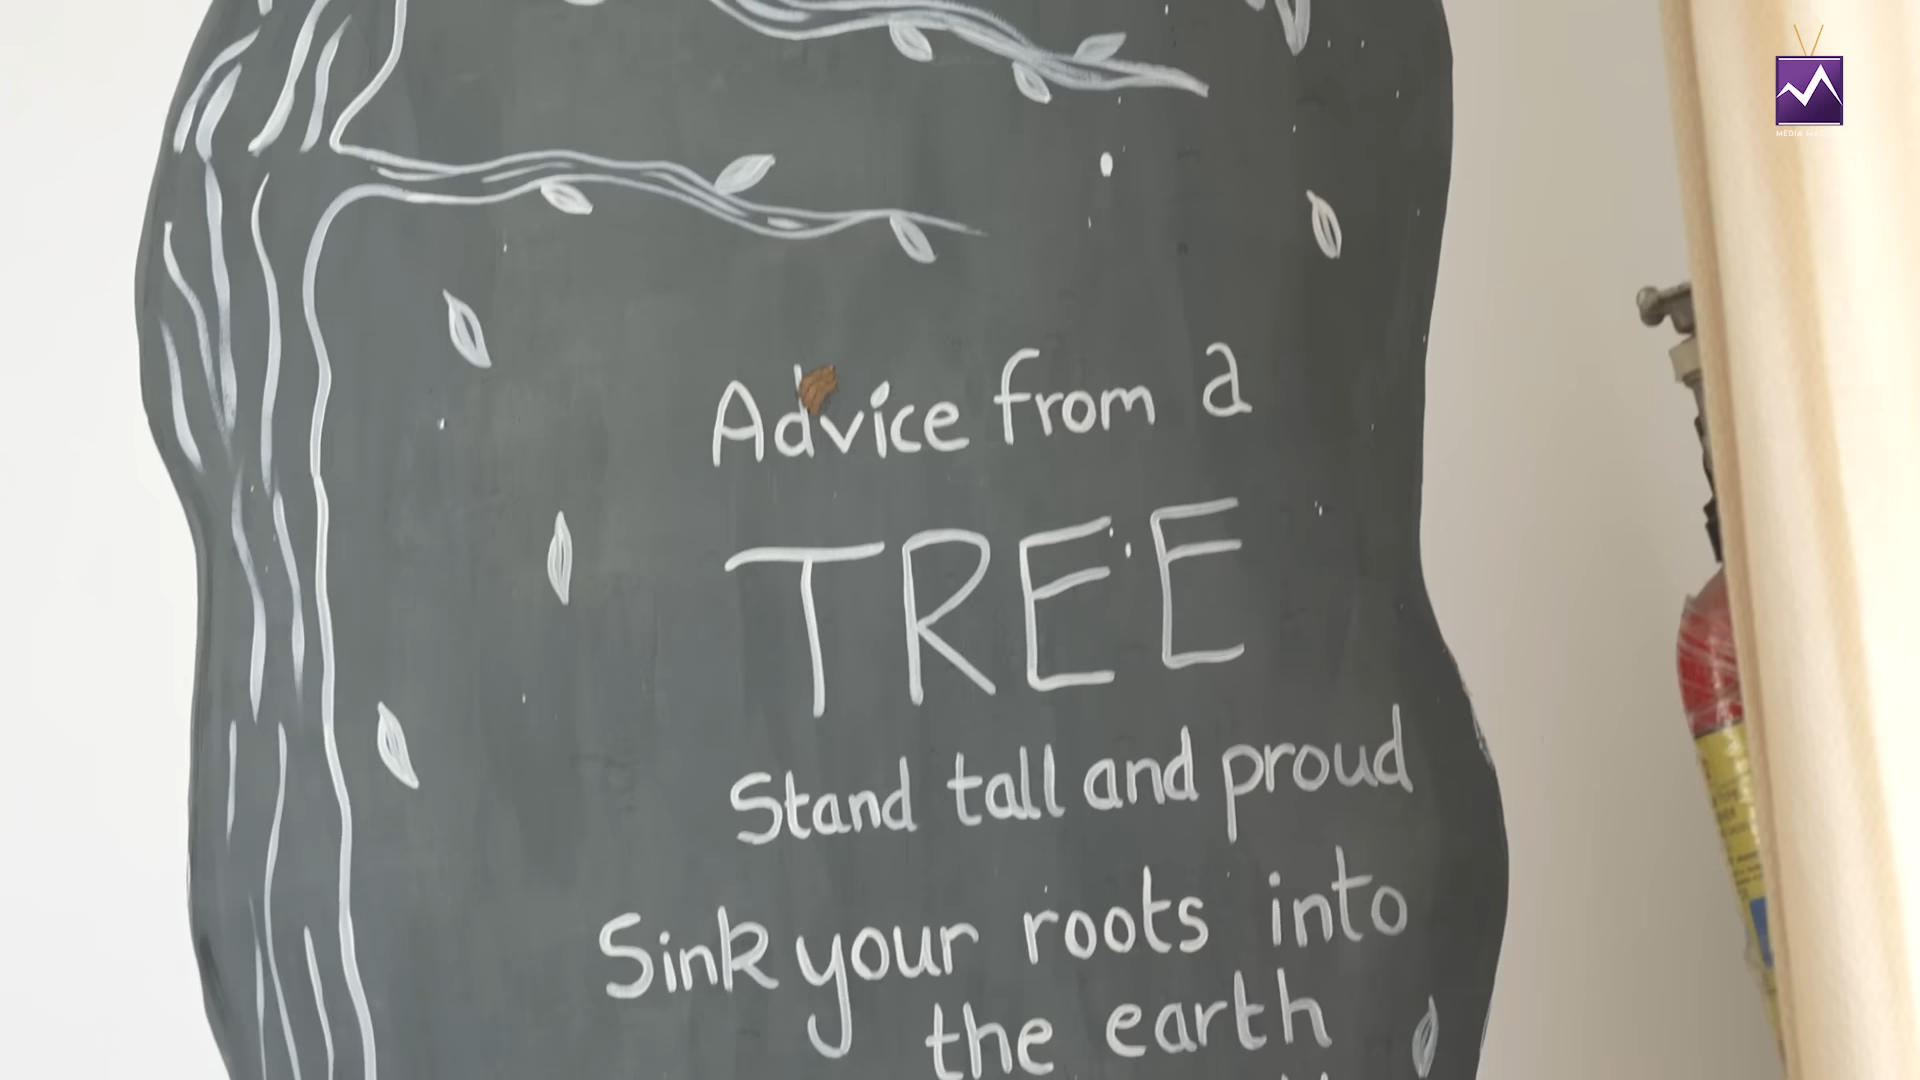 Advice from a
TREE
Stand tall and proud
Sink your roots into
the earth